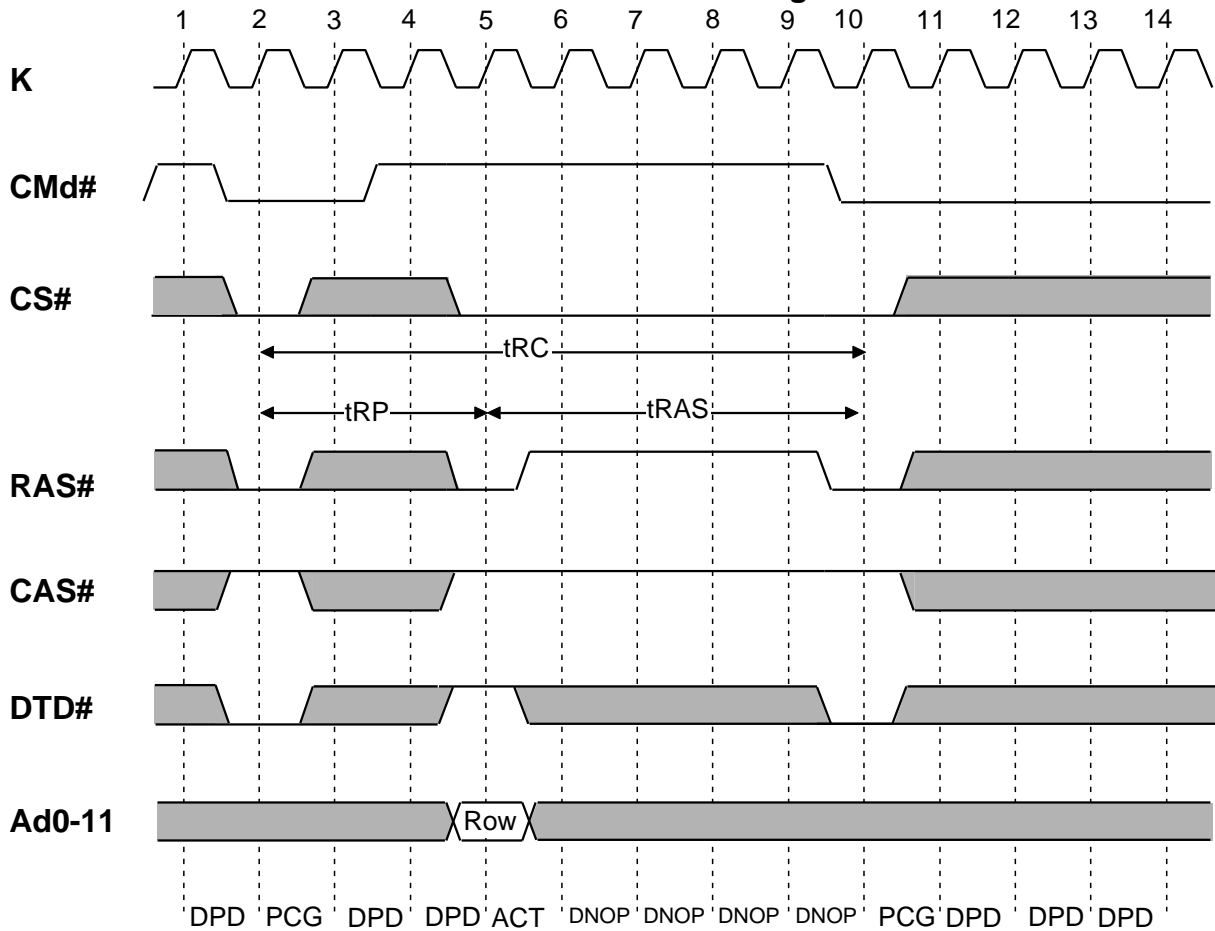 1 2 3 4 5 6 7 8 9 10 11 12 13 14
K
CMd#
CS#
tRC
tRP tRAS
RAS#
CAS#
DTD#
Ad0-11 Row
DPD PCG DPD DPD ACT DNOP DNOP DNOP DNOP PCG DPD DPD DPD